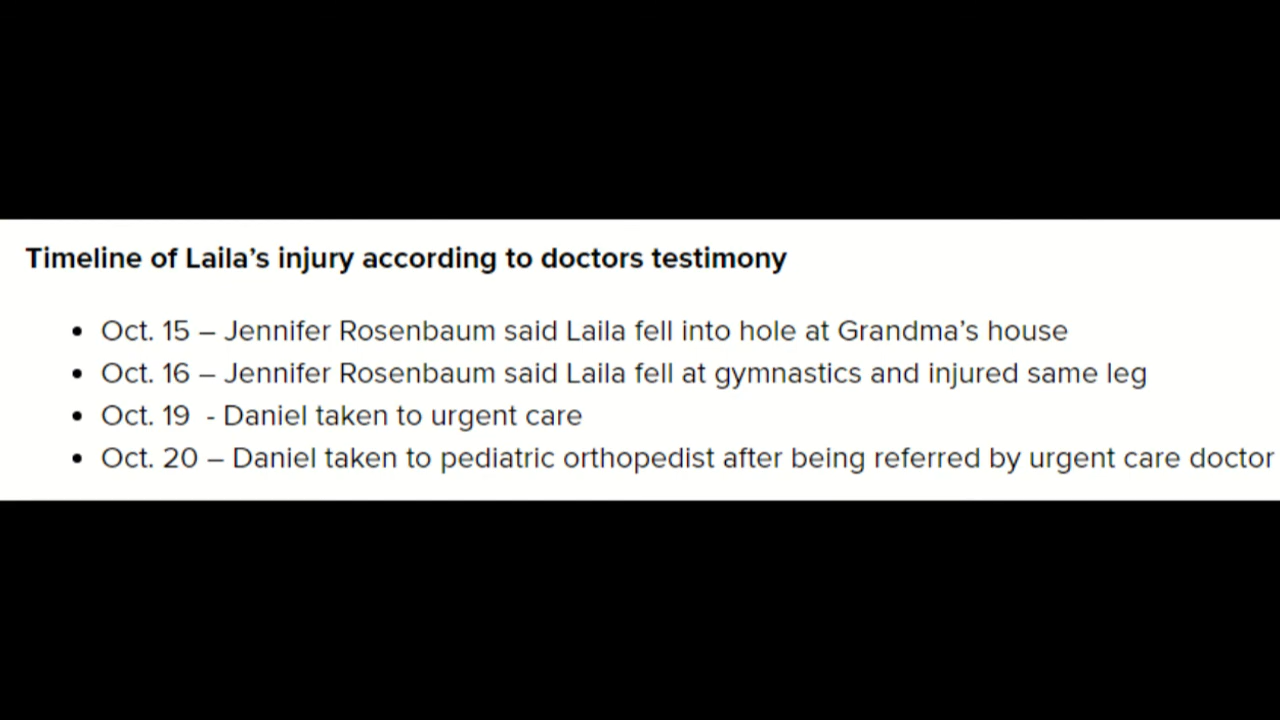 Timeline of Laila’s injury according to doctors testimony
• Oct. 15 – Jennifer Rosenbaum said Laila fell into hole at Grandma’s house
• Oct. 16 – Jennifer Rosenbaum said Laila fell at gymnastics and injured same leg
• Oct. 19  - Daniel taken to urgent care
• Oct. 20 – Daniel taken to pediatric orthopedist after being referred by urgent care doctor